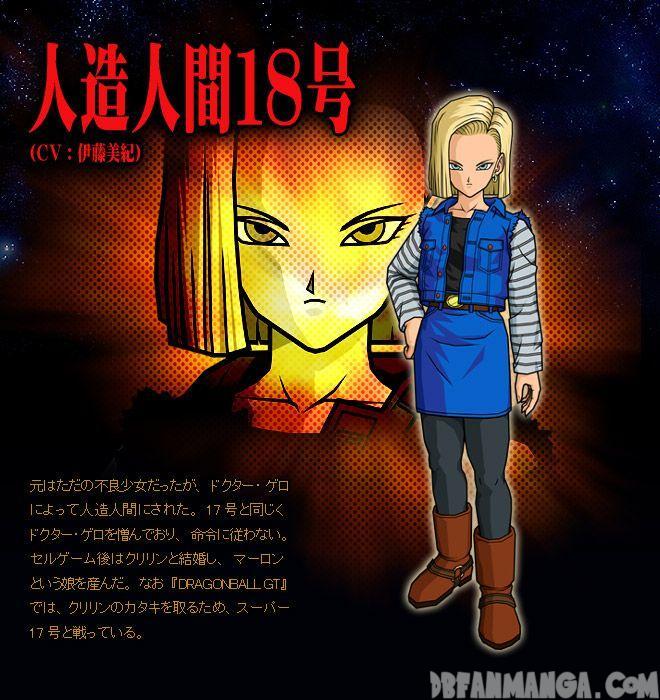 人造人間18号
(CV：伊藤美紀)
元はただの不良少女だったが、ドクター・ゲロ
によって人造人間にされた。17号と同じく
ドクター・ゲロを憎んでおり、命令に従わない。
セルゲーム後はクリリンと結婚し、マーロン
という娘を産んだ。なお『DRAGONBALL GT』
では、クリリンのカタキを取るため、スーパー
17号と戦っている。
DBFANMANGA.COM